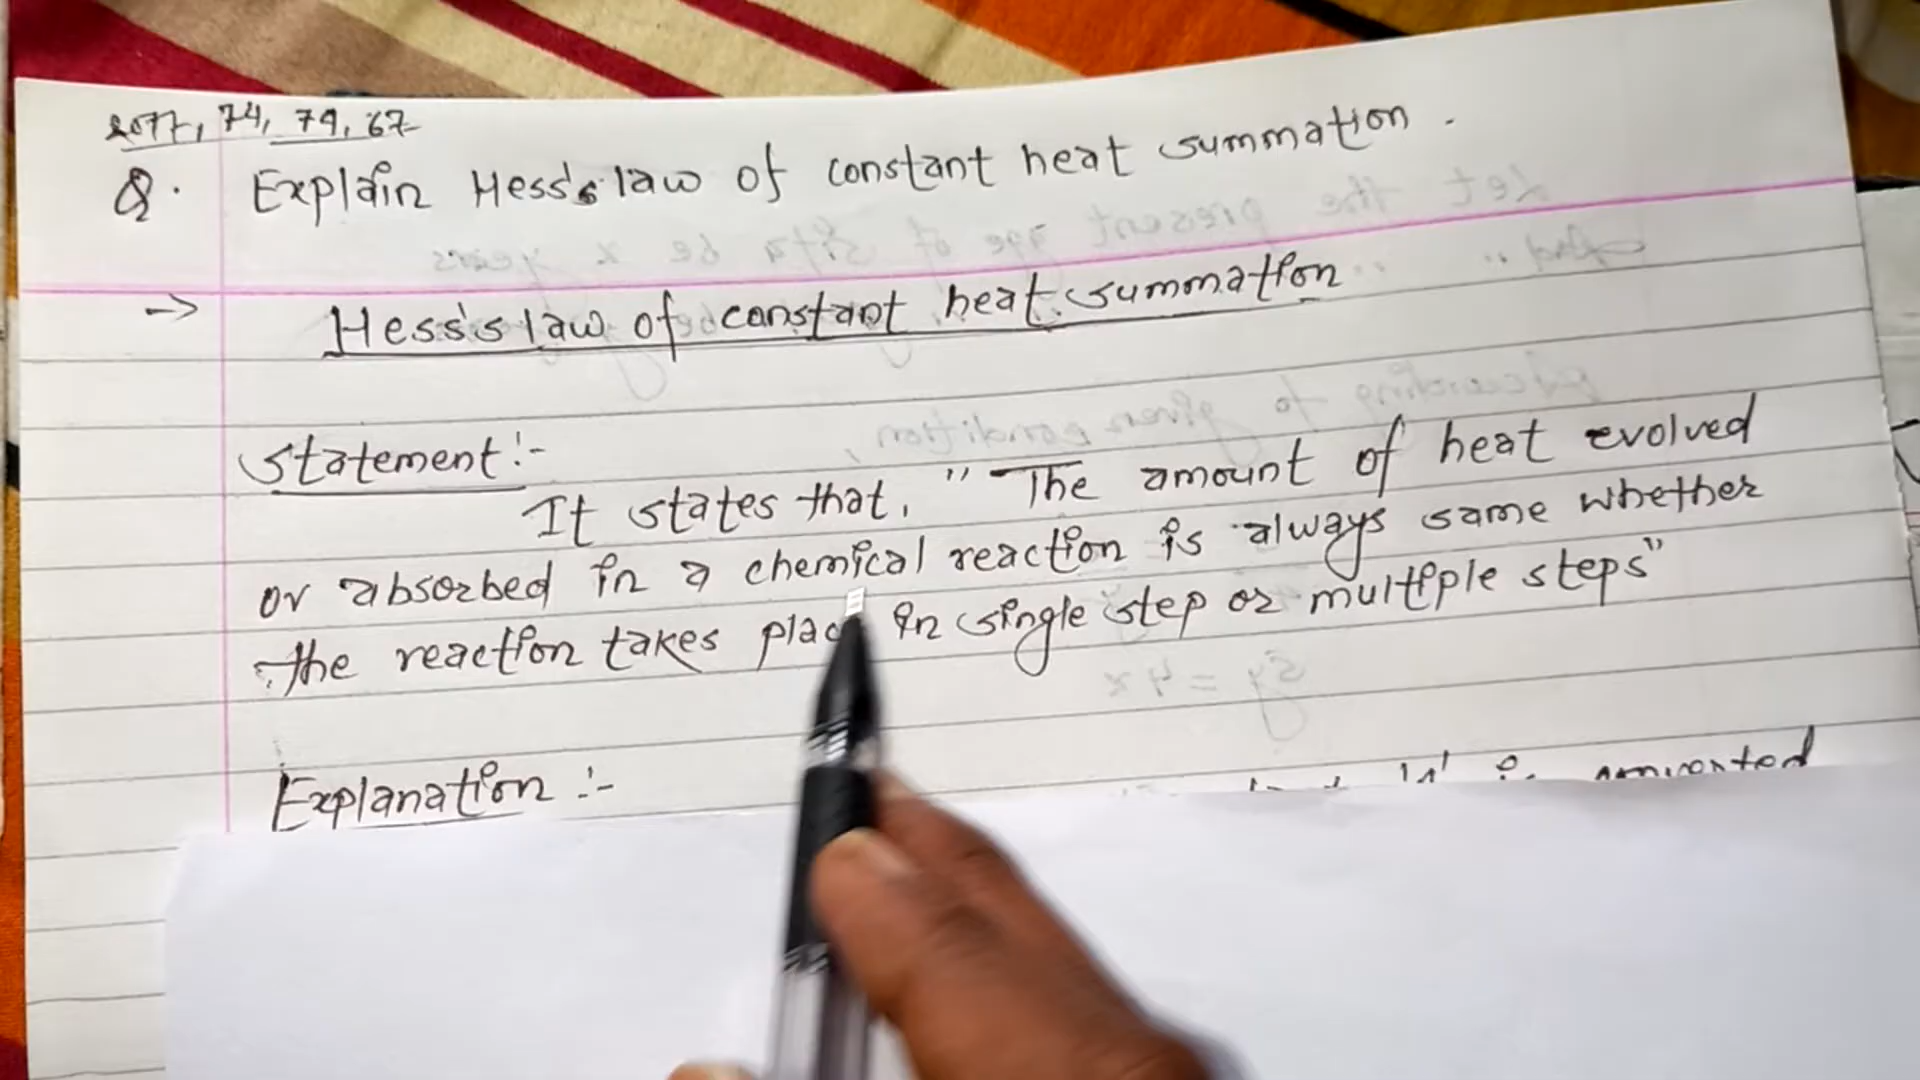 2077, 74, 79, 67
Q. Explain Hess's law of constant heat summation.
→ Hess's law of constant heat summation
Statement:-
It states that, "The amount of heat evolved
or absorbed in a chemical reaction is always same whether
the reaction takes place in single step or multiple steps"
Explanation:-
converted